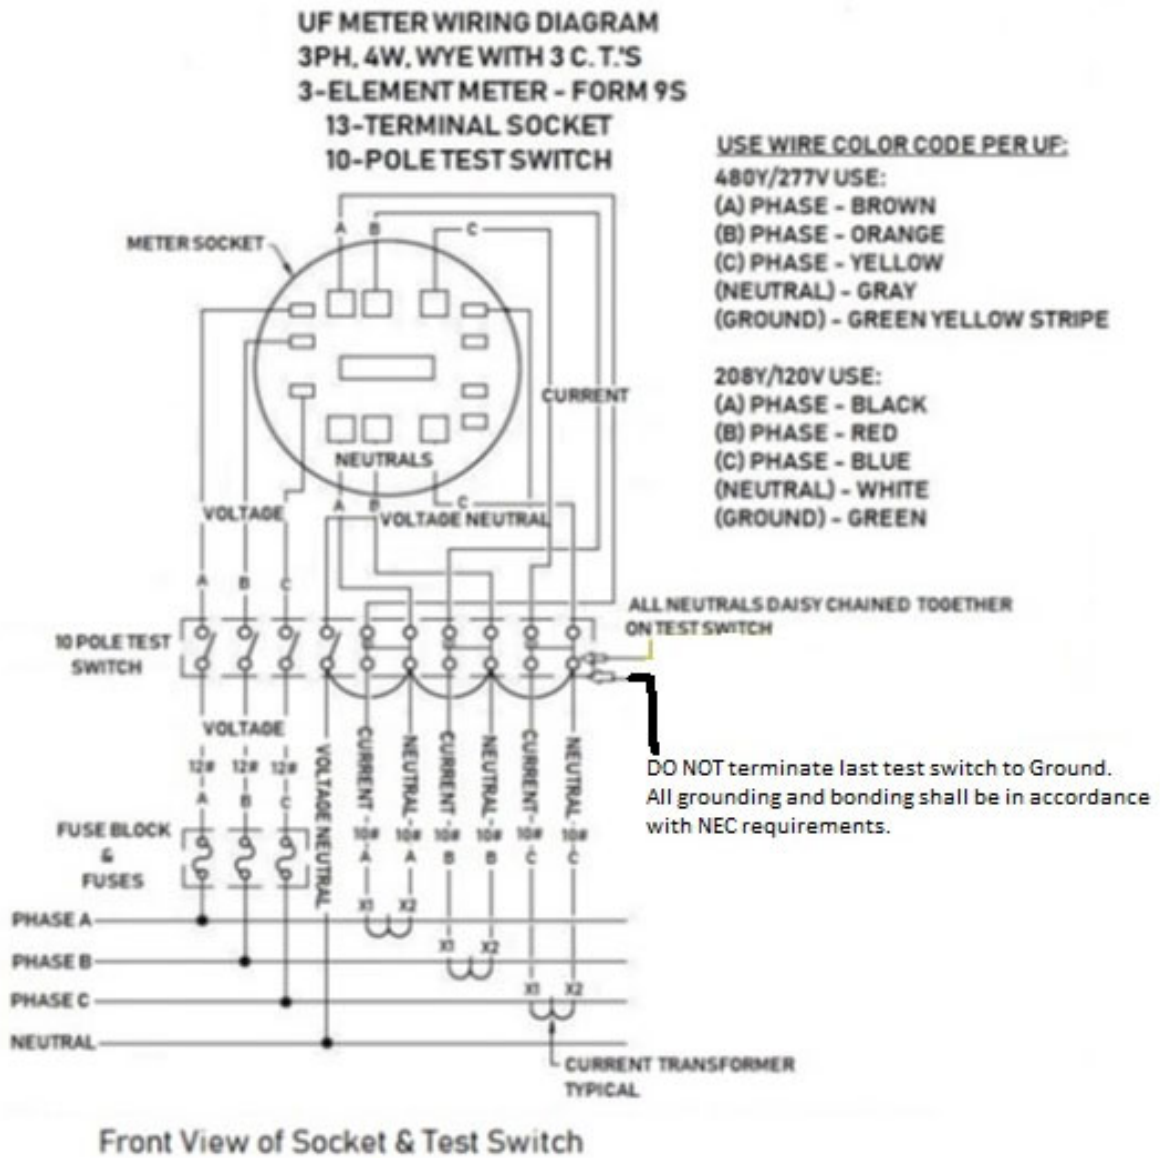 UF METER WIRING DIAGRAM
3PH, 4W, WYE WITH 3 C.T.'S
3-ELEMENT METER - FORM 9S
13-TERMINAL SOCKET
10-POLE TEST SWITCH
USE WIRE COLOR CODE PER UF:
480Y/277V USE:
(A) PHASE - BROWN
(B) PHASE - ORANGE
(C) PHASE - YELLOW
(NEUTRAL) - GRAY
(GROUND) - GREEN YELLOW STRIPE
208Y/120V USE:
(A) PHASE - BLACK
(B) PHASE - RED
(C) PHASE - BLUE
(NEUTRAL) - WHITE
(GROUND) - GREEN
A B C
METER SOCKET
CURRENT
NEUTRALS
A B C
VOLTAGE
VOLTAGE NEUTRAL
A B C
ALL NEUTRALS DAISY CHAINED TOGETHER
ON TEST SWITCH
10 POLE TEST
SWITCH
VOLTAGE
12# 12# 12#
A B C
VOLTAGE NEUTRAL
CURRENT
NEUTRAL
CURRENT
NEUTRAL
CURRENT
NEUTRAL
10# 10# 10# 10# 10# 10#
A A B B C C
DO NOT terminate last test switch to Ground.
All grounding and bonding shall be in accordance
with NEC requirements.
FUSE BLOCK
&
FUSES
X1 X2
PHASE A
X1 X2
PHASE B
X1 X2
PHASE C
NEUTRAL
CURRENT TRANSFORMER
TYPICAL
Front View of Socket & Test Switch